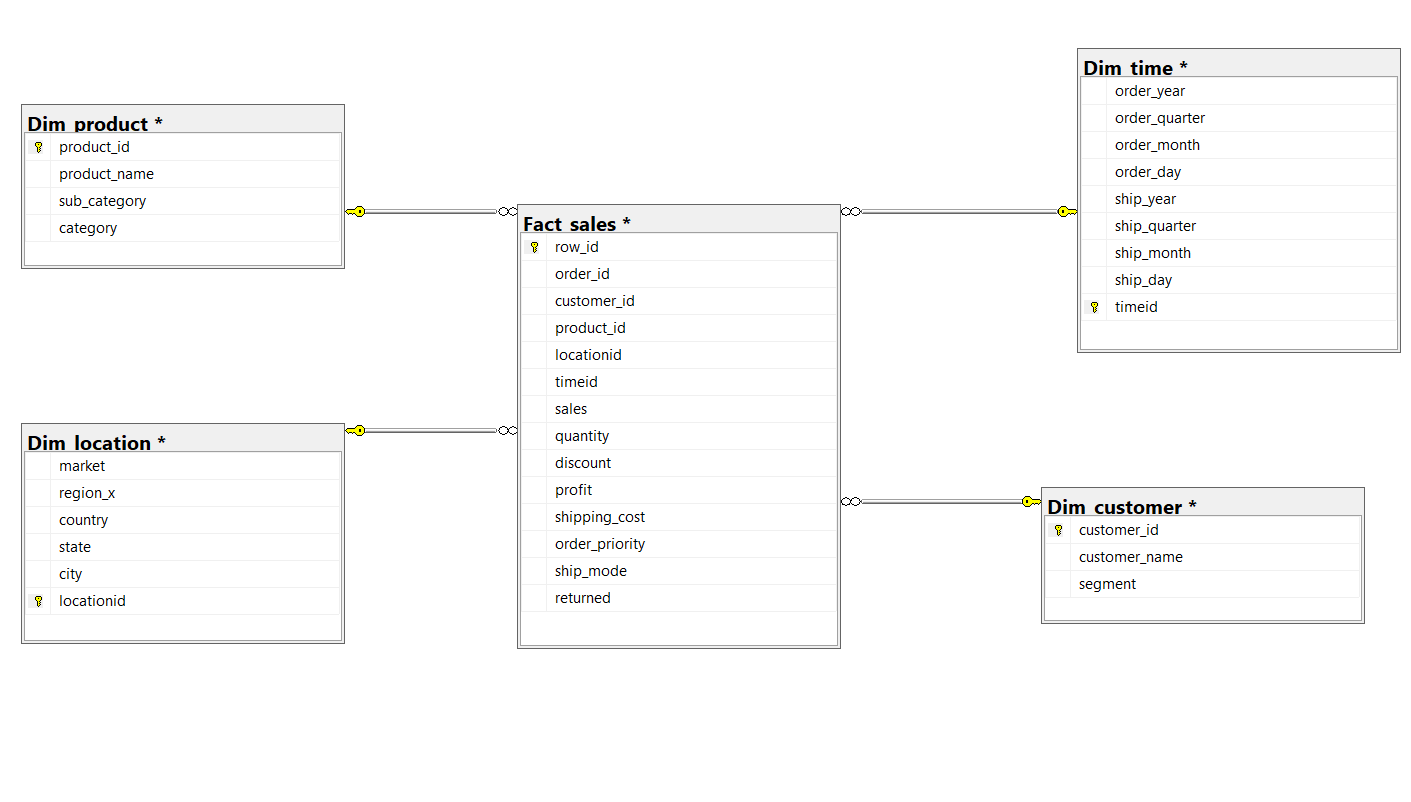 Dim_product *
product_id
product_name
sub_category
category
Dim_location *
market
region_x
country
state
city
locationid
Fact_sales *
row_id
order_id
customer_id
product_id
locationid
timeid
sales
quantity
discount
profit
shipping_cost
order_priority
ship_mode
returned
Dim_time *
order_year
order_quarter
order_month
order_day
ship_year
ship_quarter
ship_month
ship_day
timeid
Dim_customer *
customer_id
customer_name
segment